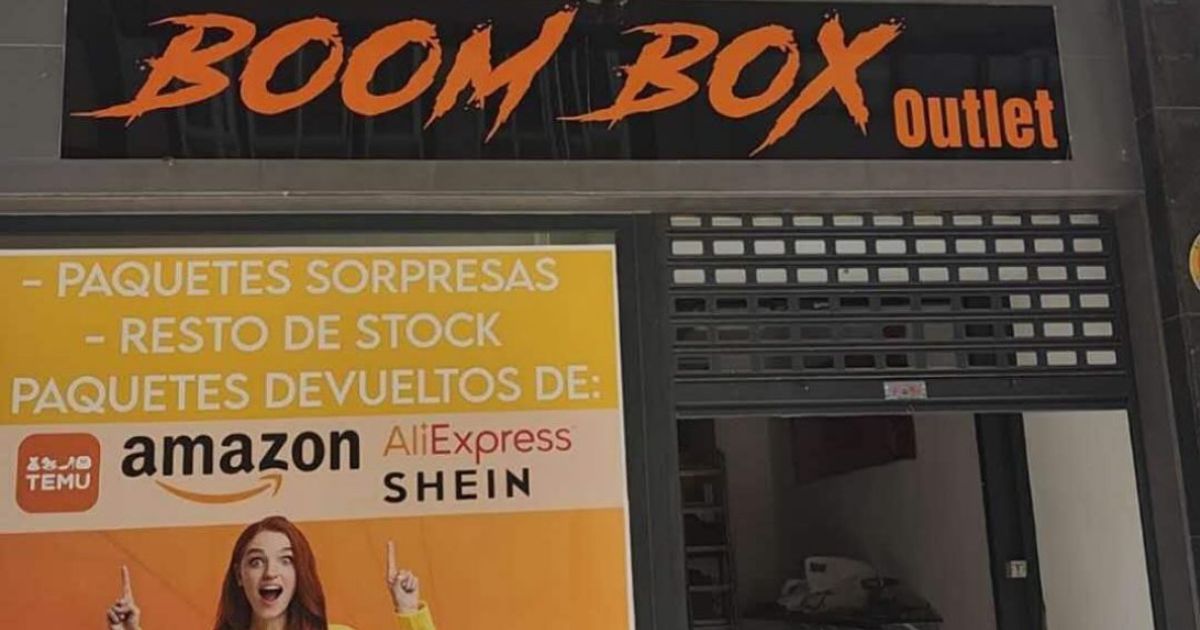 BOOM BOX
Outlet
- PAQUETES SORPRESAS
- RESTO DE STOCK
PAQUETES DEVUELTOS DE:
TEMU
amazon
AliExpress
SHEIN